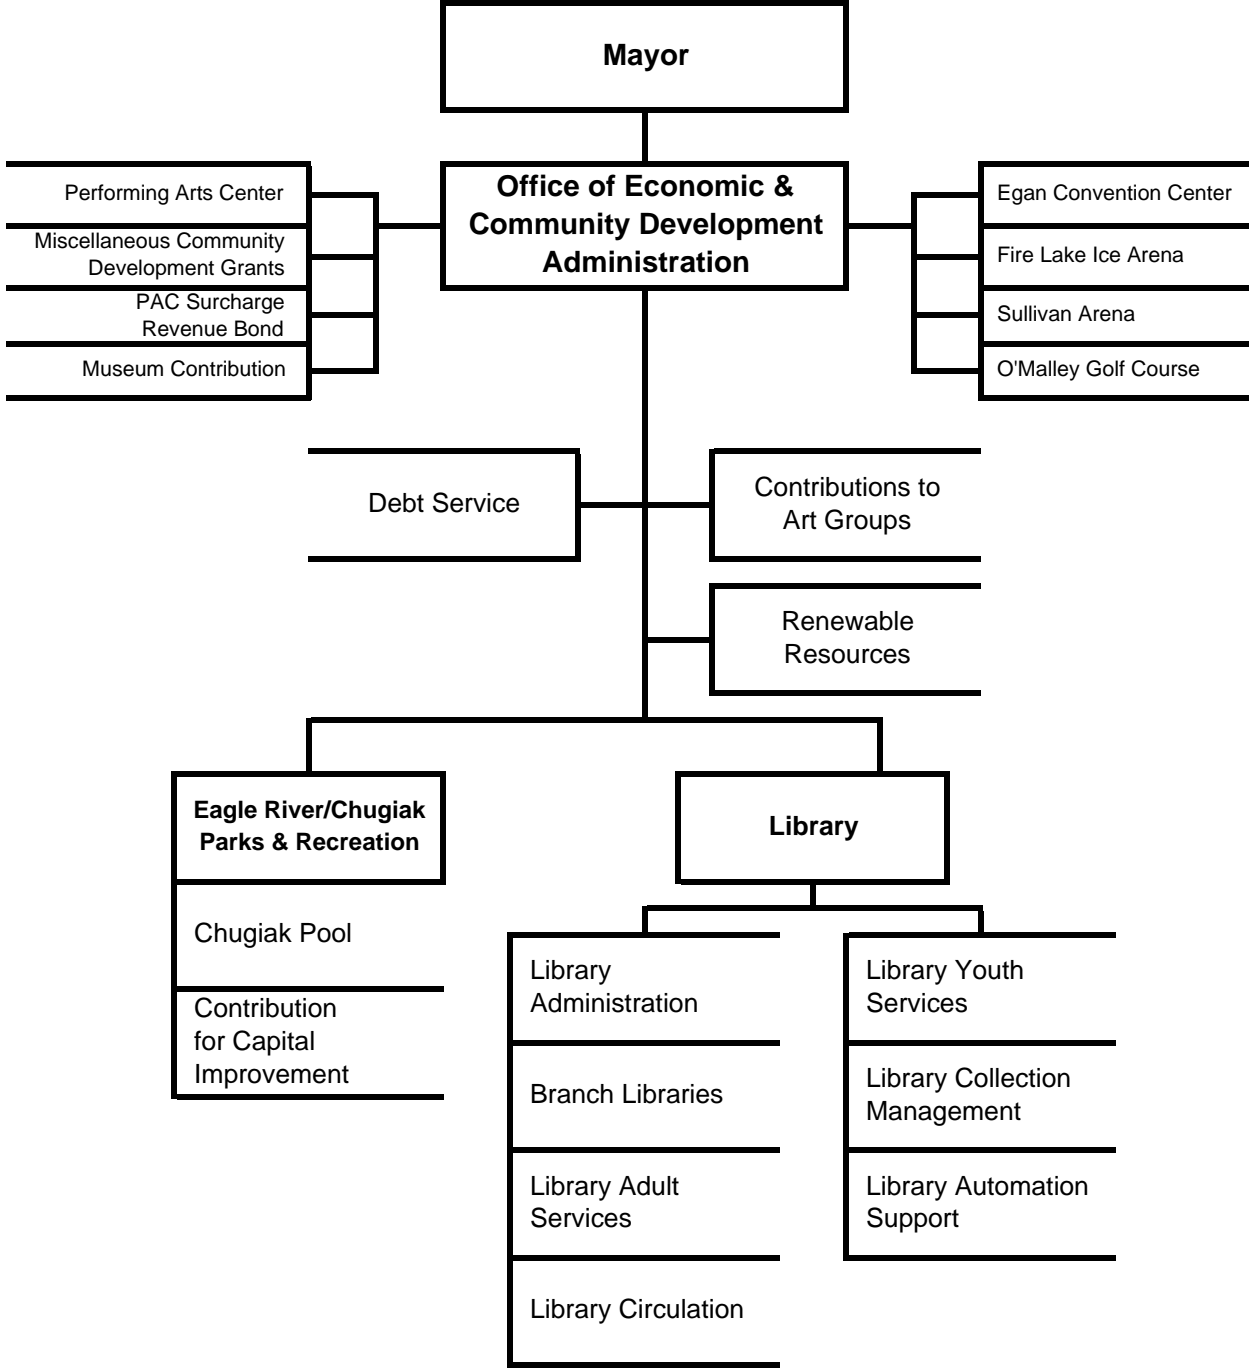 Mayor
Office of Economic &
Community Development
Administration
Performing Arts Center
Miscellaneous Community
Development Grants
PAC Surcharge
Revenue Bond
Museum Contribution
Egan Convention Center
Fire Lake Ice Arena
Sullivan Arena
O'Malley Golf Course
Debt Service
Contributions to
Art Groups
Renewable
Resources
Eagle River/Chugiak
Parks & Recreation
Chugiak Pool
Contribution
for Capital
Improvement
Library
Library
Administration
Branch Libraries
Library Adult
Services
Library Circulation
Library Youth
Services
Library Collection
Management
Library Automation
Support